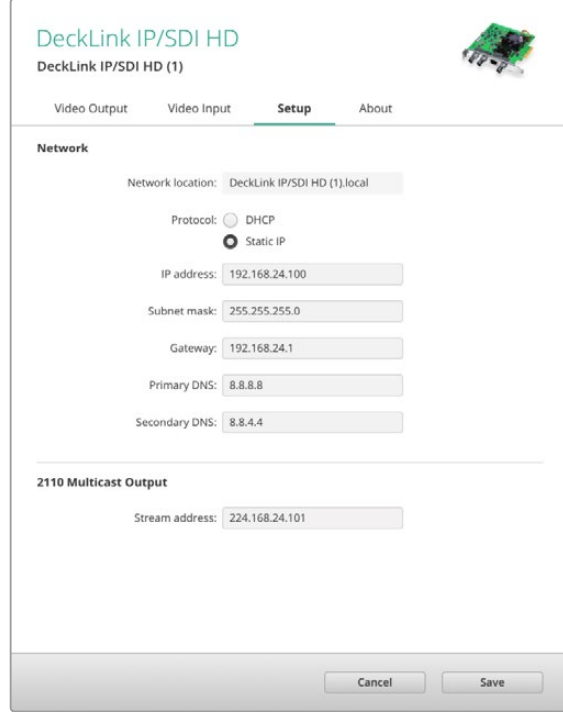 DeckLink IP/SDI HD
DeckLink IP/SDI HD (1)
Video Output Video Input Setup About
Network
Network location: DeckLink IP/SDI HD (1).local
Protocol: DHCP
Static IP
IP address: 192.168.24.100
Subnet mask: 255.255.255.0
Gateway: 192.168.24.1
Primary DNS: 8.8.8.8
Secondary DNS: 8.8.4.4
2110 Multicast Output
Stream address: 224.168.24.101
Cancel Save